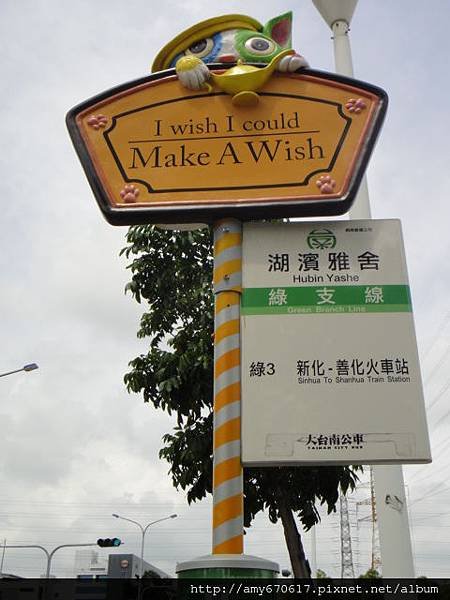 I wish I could
Make A Wish
湖濱雅舍
Hubin Yashe
綠支線
Green Branch Line
綠3 新化-善化火車站
Sinhua To Shanhua Train Station
大台南公車
TAINAN CITY BUS
http://amy670617.pixnet.net/album